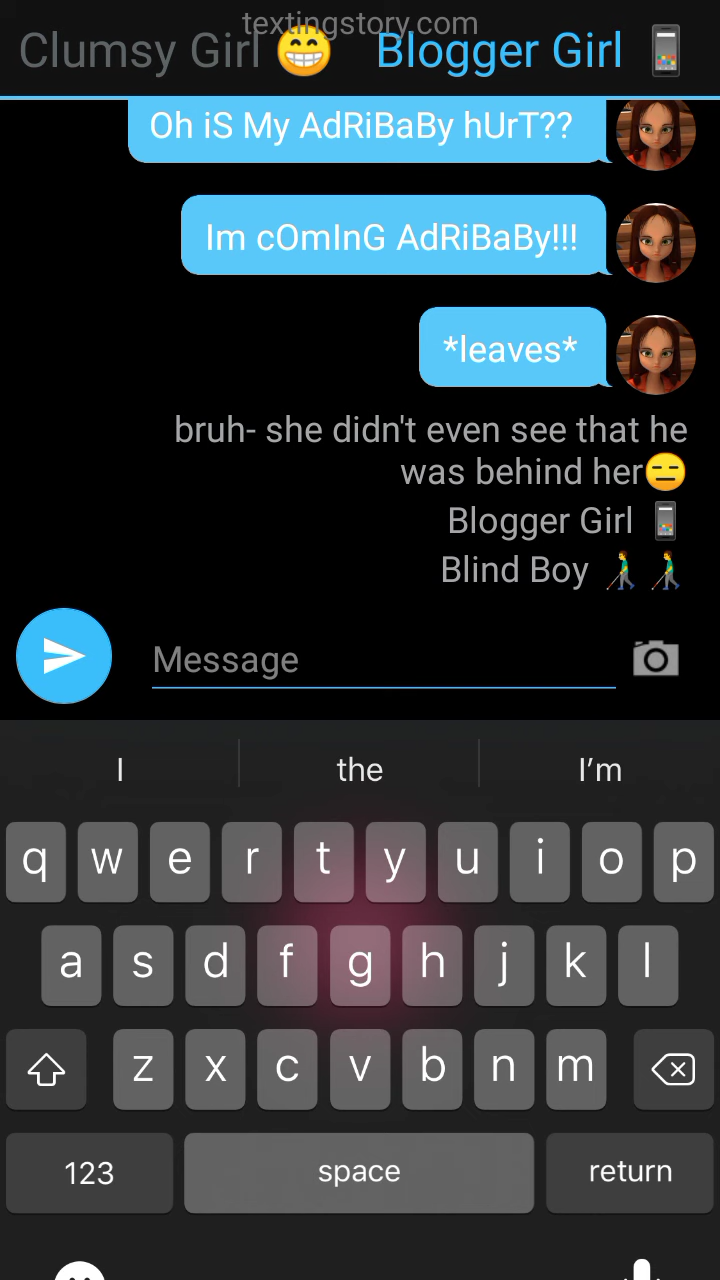 textingstory.com
Clumsy Girl 😁 Blogger Girl 📱
Oh iS My AdRiBaBy hUrT??
Im cOmInG AdRiBaBy!!!
*leaves*
bruh- she didn't even see that he
was behind her😑
Blogger Girl 📱
Blind Boy 👨‍🦯👨‍🦯
Message
I the I’m
q w e r t y u i o p
a s d f g h j k l
z x c v b n m
123 space return